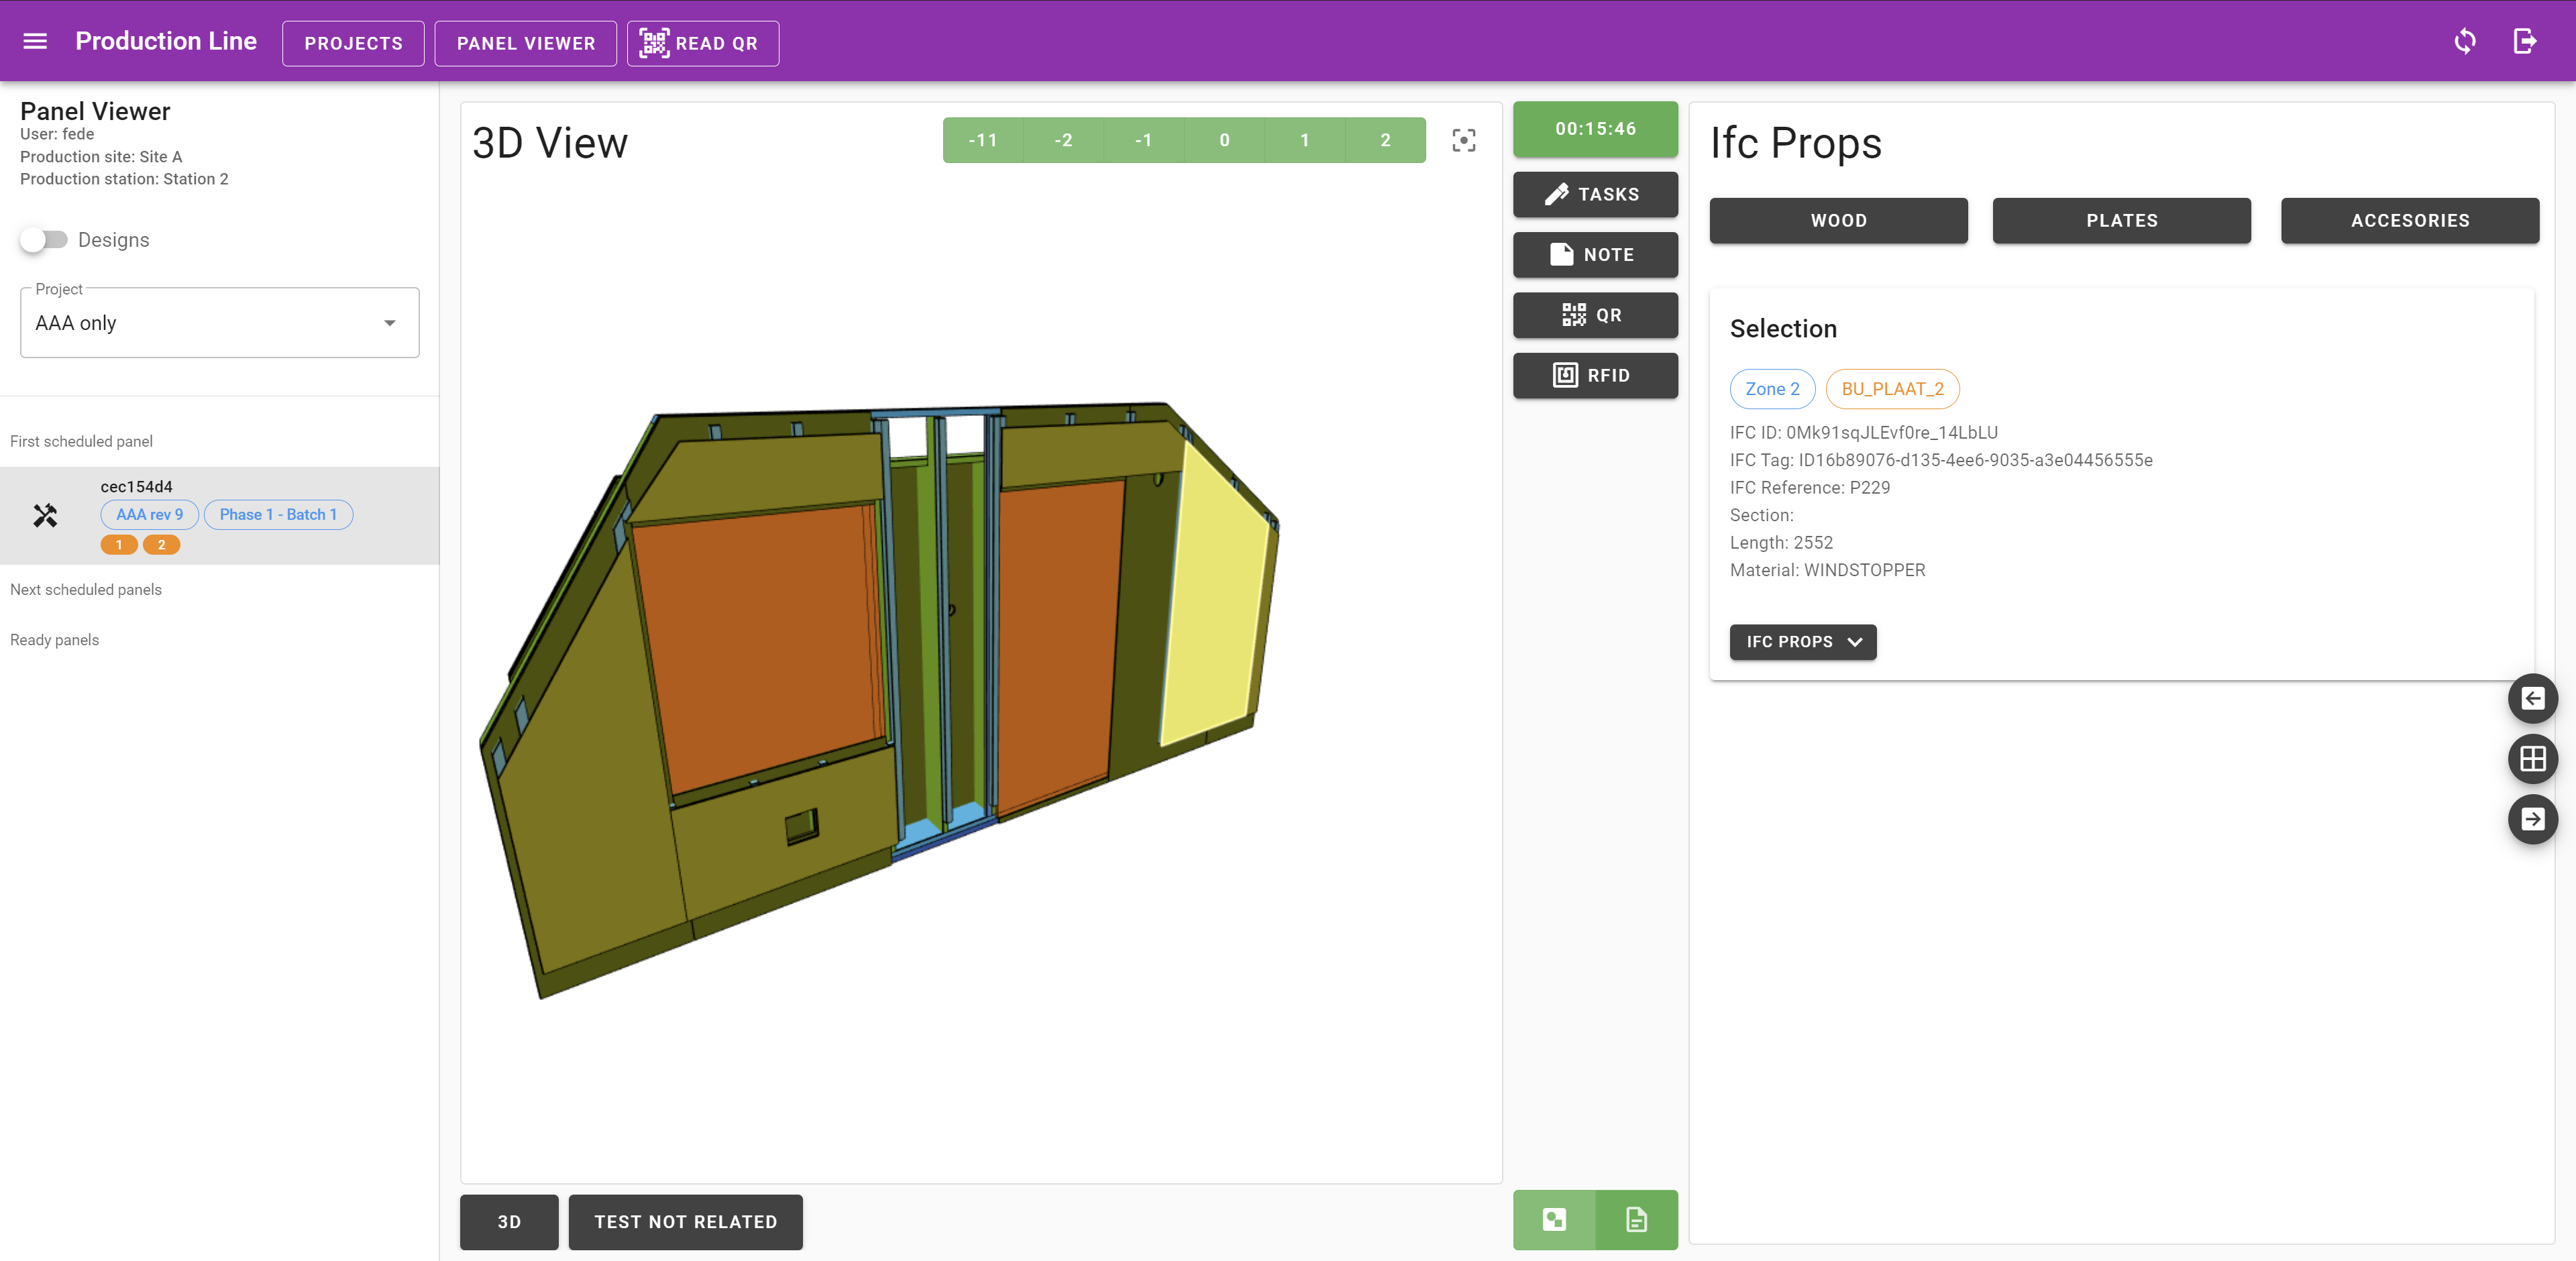 Production Line
PROJECTS
PANEL VIEWER
READ QR
Panel Viewer
User: fede
Production site: Site A
Production station: Station 2
Designs
Project
AAA only
First scheduled panel
cec154d4
AAA rev 9
Phase 1 - Batch 1
1
2
Next scheduled panels
Ready panels
3D View
-11
-2
-1
0
1
2
3D
TEST NOT RELATED
00:15:46
TASKS
NOTE
QR
RFID
Ifc Props
WOOD
PLATES
ACCESORIES
Selection
Zone 2
BU_PLAAT_2
IFC ID: 0Mk91sqJLEvf0re_14LbLU
IFC Tag: ID16b89076-d135-4ee6-9035-a3e04456555e
IFC Reference: P229
Section:
Length: 2552
Material: WINDSTOPPER
IFC PROPS